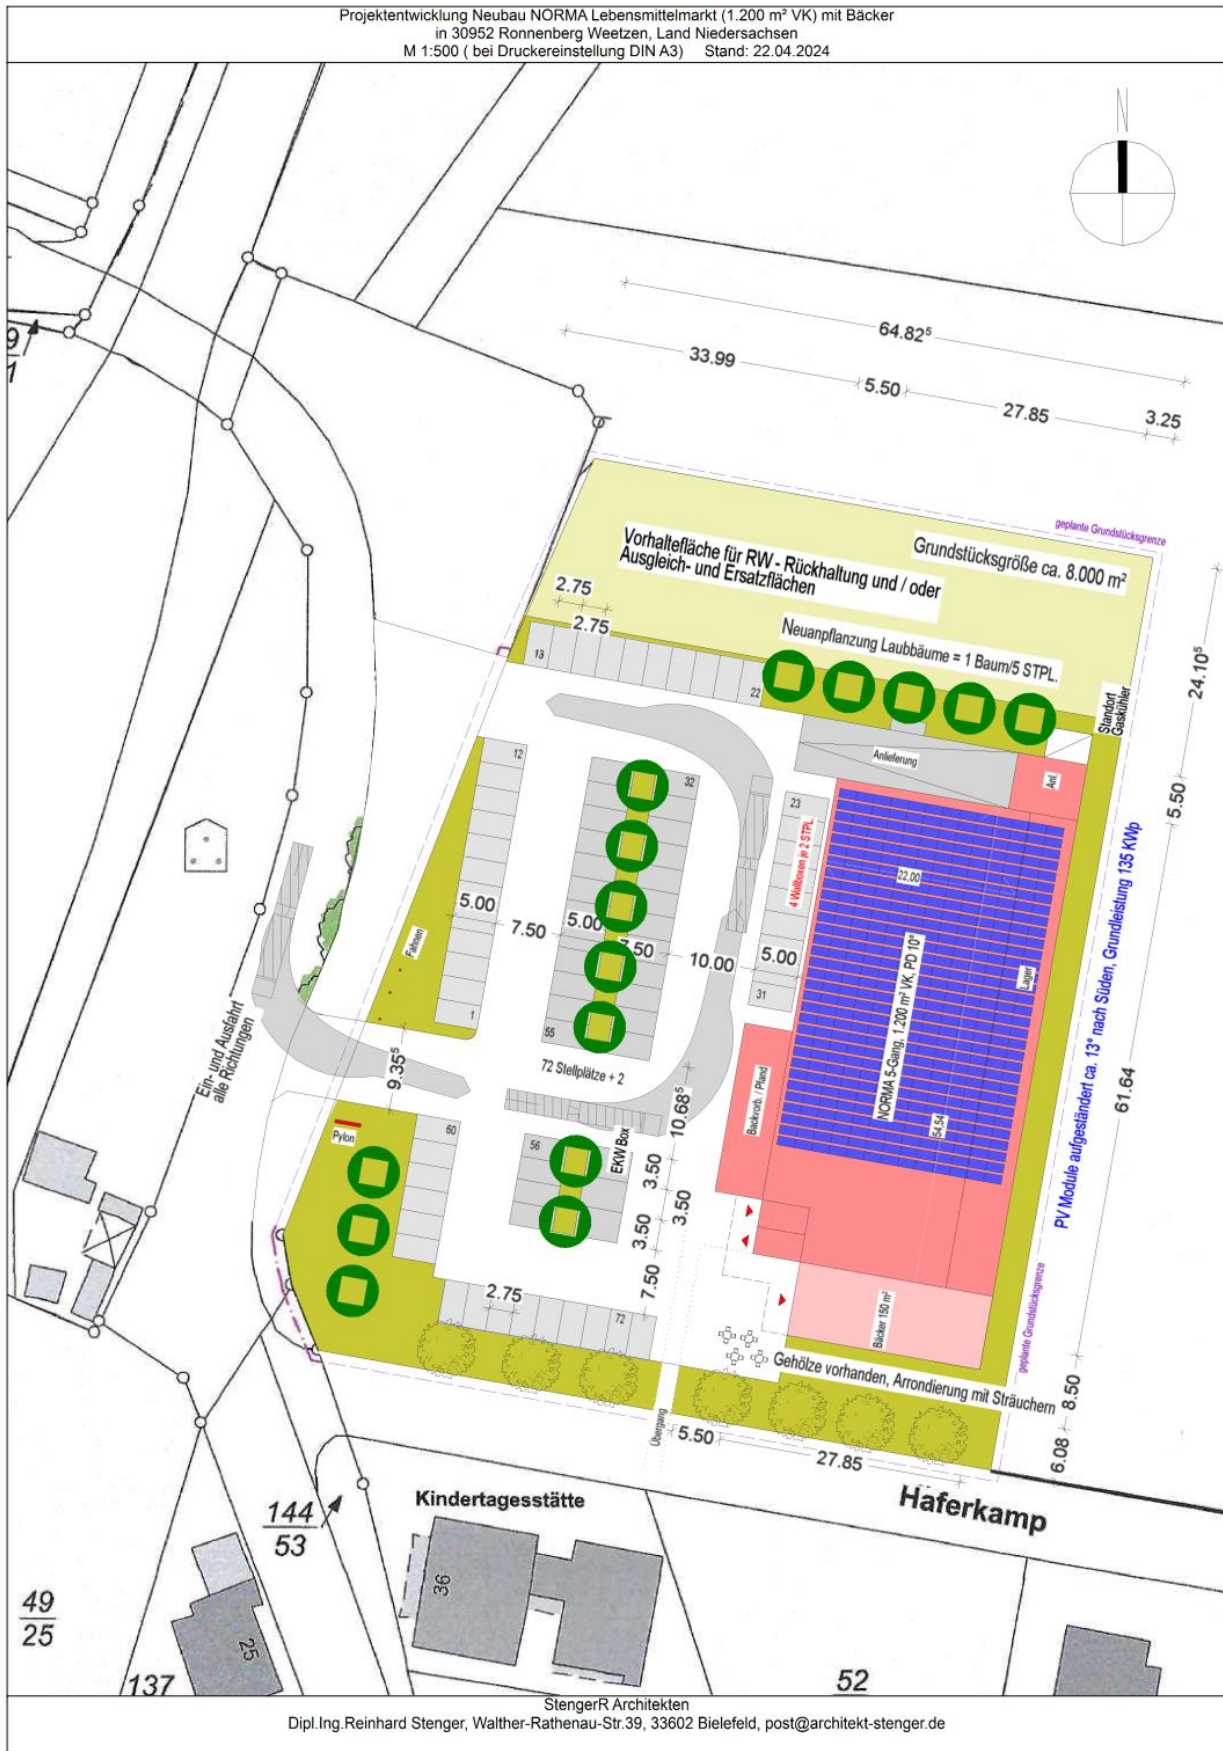 Projektentwicklung Neubau NORMA Lebensmittelmarkt (1.200 m² VK) mit Bäcker
in 30952 Ronnenberg Weetzen, Land Niedersachsen
M 1:500 ( bei Druckereinstellung DIN A3) Stand: 22.04.2024
64.82⁵
33.99
5.50
27.85
3.25
9
1
geplante Grundstücksgrenze
Vorhaltefläche für RW - Rückhaltung und / oder
Ausgleich- und Ersatzflächen
Grundstücksgröße ca. 8.000 m²
2.75
2.75
Neuanpflanzung Laubbäume = 1 Baum/5 STPL.
24.10⁵
13
22
Standort
Gaskühler
12
32
Anlieferung
Anl.
5.50
23
4 Wallboxen je 2 STPL.
22.00
5.00
7.50
5.00
10.00
5.00
Fahnen
31
1
55
NORMA 5-Gang, 1.200 m² VK, PD 10°
Lager
PV Module aufgeständert ca. 13° nach Süden, Grundleistung 135 KWp
61.64
Ein- und Ausfahrt
alle Richtungen
9.35⁵
72 Stellplätze + 2
10.68⁵
Backvorb. / Pfand
54.54
Pylon
60
56
EKW Box
3.50
3.50
3.50
7.50
2.75
72
Bäcker 150 m²
geplante Grundstücksgrenze
Gehölze vorhanden, Arrondierung mit Sträuchern
8.50
6.08
Übergang
5.50
27.85
Haferkamp
Kindertagesstätte
144
53
36
49
25
25
137
52
StengerR Architekten
Dipl.Ing.Reinhard Stenger, Walther-Rathenau-Str.39, 33602 Bielefeld, post@architekt-stenger.de